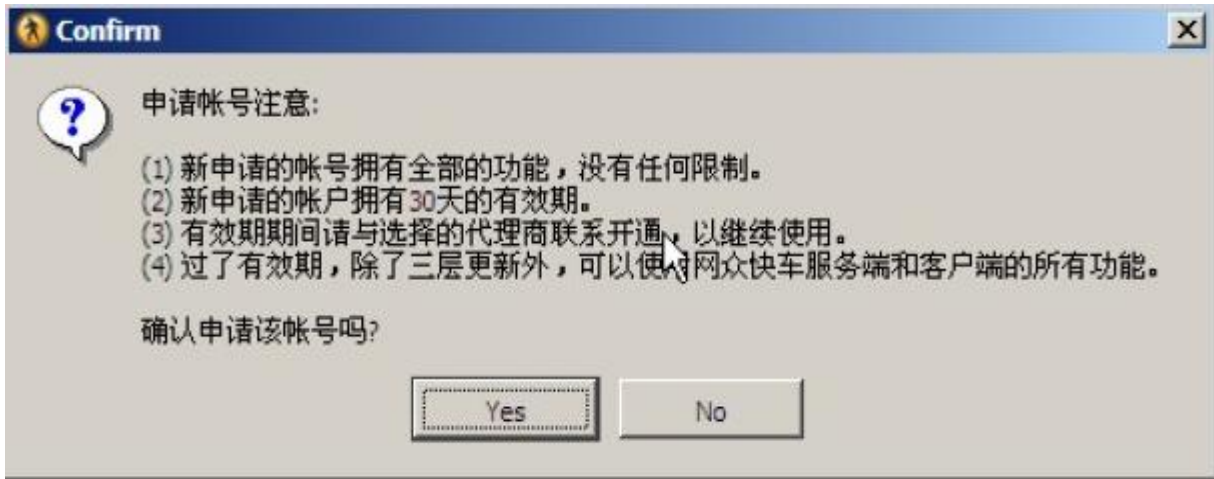 Confirm
申请帐号注意:
(1) 新申请的帐号拥有全部的功能，没有任何限制。
(2) 新申请的帐户拥有30天的有效期。
(3) 有效期期间请与选择的代理商联系开通，以继续使用。
(4) 过了有效期，除了三层更新外，可以使用网众快车服务端和客户端的所有功能。
确认申请该帐号吗?
Yes
No